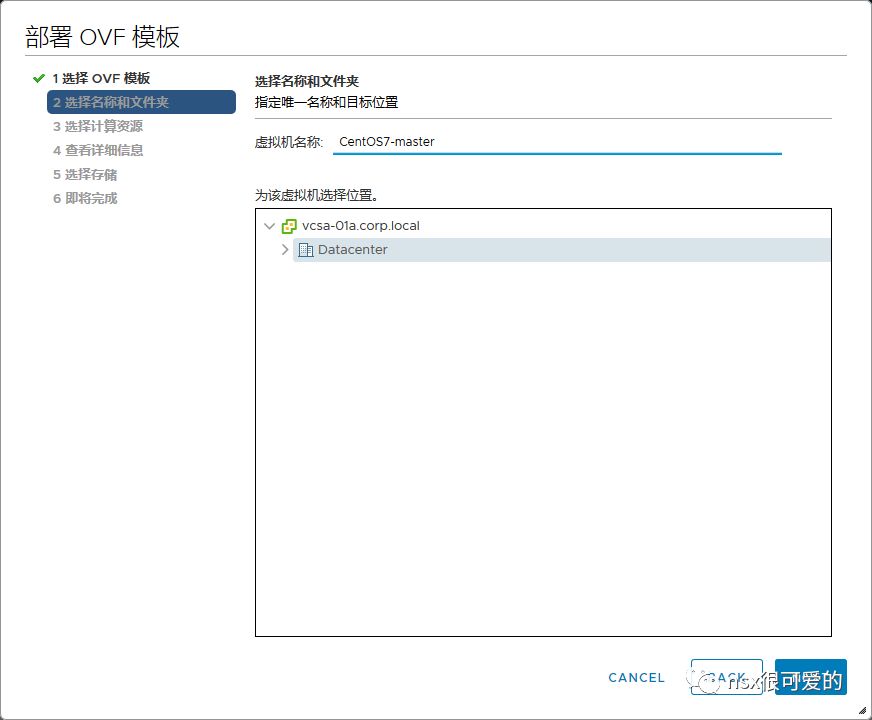 部署 OVF 模板
1 选择 OVF 模板
2 选择名称和文件夹
3 选择计算资源
4 查看详细信息
5 选择存储
6 即将完成
选择名称和文件夹
指定唯一名称和目标位置
虚拟机名称: CentOS7-master
为该虚拟机选择位置。
vcsa-01a.corp.local
Datacenter
CANCEL
BACK
nsx很可爱的